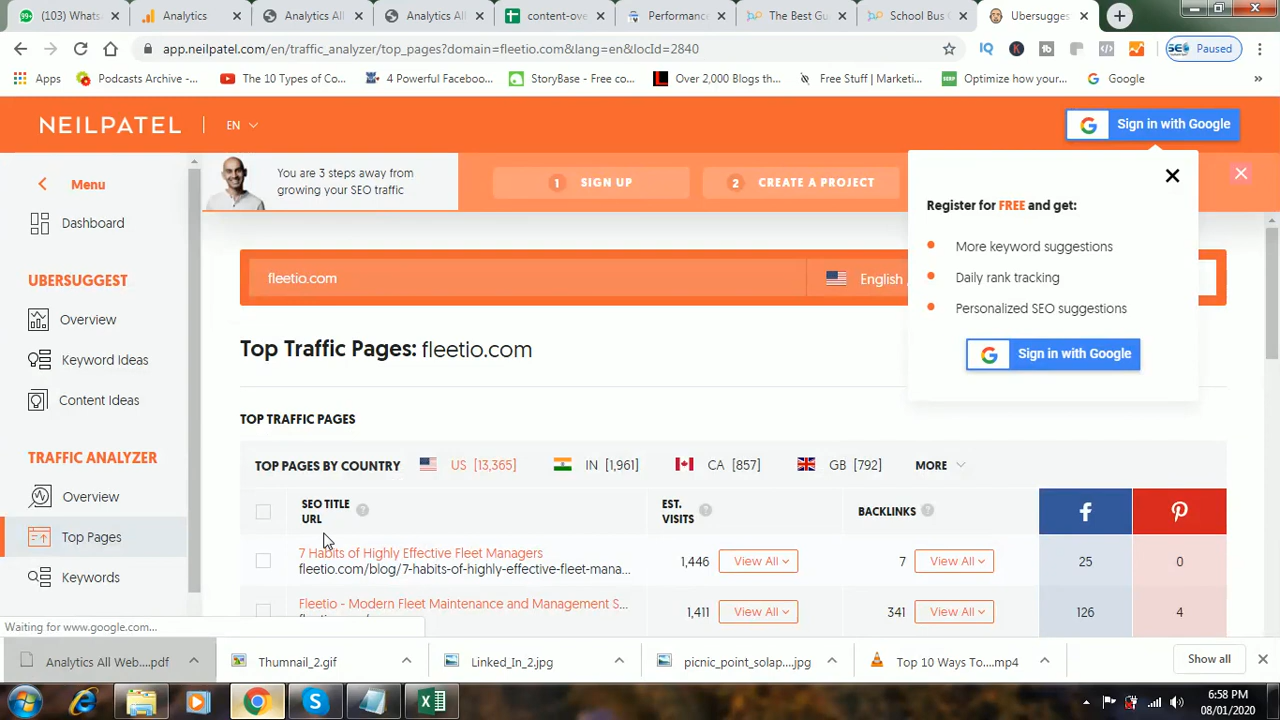 (103) Whats
Analytics
Analytics All
Analytics All
content-ove
Performanc
The Best Gu
School Bus
Ubersugges
app.neilpatel.com/en/traffic_analyzer/top_pages?domain=fleetio.com&lang=en&locId=2840
Paused
Apps
Podcasts Archive -...
The 10 Types of Co...
4 Powerful Faceboo...
StoryBase - Free co...
Over 2,000 Blogs th...
Free Stuff | Marketi...
Optimize how your...
Google
»
NEILPATEL
EN
Sign in with Google
Menu
You are 3 steps away from
growing your SEO traffic
1 SIGN UP
2 CREATE A PROJECT
Register for FREE and get:
More keyword suggestions
Daily rank tracking
Personalized SEO suggestions
Sign in with Google
Dashboard
UBERSUGGEST
Overview
Keyword Ideas
Content Ideas
TRAFFIC ANALYZER
Overview
Top Pages
Keywords
fleetio.com
English
Top Traffic Pages: fleetio.com
TOP TRAFFIC PAGES
TOP PAGES BY COUNTRY US [13,365] IN [1,961] CA [857] GB [792] MORE
SEO TITLE
URL
EST.
VISITS
BACKLINKS
7 Habits of Highly Effective Fleet Managers
fleetio.com/blog/7-habits-of-highly-effective-fleet-mana...
1,446 View All 7 View All 25 0
Fleetio - Modern Fleet Maintenance and Management S...
1,411 View All 341 View All 126 4
Waiting for www.google.com...
Analytics All Web....pdf
Thumnail_2.gif
Linked_In_2.jpg
picnic_point_solap....jpg
Top 10 Ways To....mp4
Show all
6:58 PM
08/01/2020